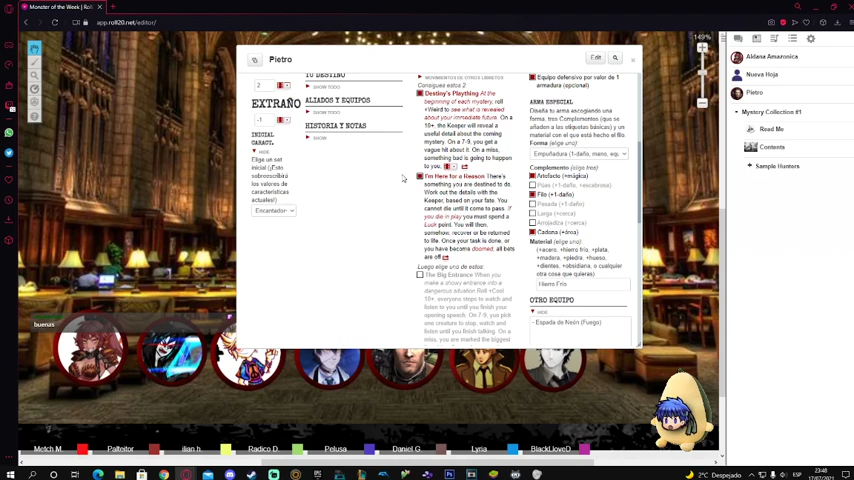 Monster of the Week | Roll
app.roll20.net/editor/
149%
Pietro
Edit
2
EXTRAÑO
-1
INICIAL
CARACT.
HIDE
Elige un set
inicial (¡Esto
sobreescribirá
los valores de
características
actuales!)
Encantador
TU DESTINO
SHOW TODO
ALIADOS Y EQUIPOS
SHOW TODO
HISTORIA Y NOTAS
SHOW
MOVIMIENTOS DE OTROS LIBRETOS
Consigues estos 2
Destiny's Plaything At the
beginning of each mystery, roll
+Weird to see what is revealed
about your immediate future. On a
10+, the Keeper will reveal a
useful detail about the coming
mystery. On a 7-9, you get a
vague hit about it. On a miss,
something bad is going to happen
to you.
I'm Here for a Reason There's
something you are destined to do.
Work out the details with the
Keeper, based on your fate. You
cannot die until it comes to pass. If
you die in play you must spend a
Luck point. You will then,
somehow, recover or be returned
to life. Once your task is done, or
you have become doomed, all bets
are off
Luego elige uno de estos:
The Big Entrance When you
make a showy entrance into a
dangerous situation Roll +Cool
10+, everyone stops to watch and
listen until you finish your
opening speech. On 7-9, you pick
one creature to stop, watch and
listen until you finish talking. On a
miss, you are marked the biggest
Equipo defensivo por valor de 1
armadura (opcional)
ARMA ESPECIAL
Diseña tu arma escogiendo una
forma, tres Complementos (que
se añaden a las etiquetas básicas) y un
material con el que está hecho el filo.
Forma (elige uno)
Empuñadura (1-daño, mano, equ
Complemento (elige tres)
Artefacto (+mágica)
Púas (+1-daño, +escabrosa)
Filo (+1-daño)
Pesada (+1 daño)
Larga (+cerca)
Arrojadiza (+cerca)
Cadena (+área)
Material (elige uno):
(+acero, +hierro frío, +plata,
+madera, +piedra, +hueso,
+dientes, +obsidiana, o cualquier
otra cosa que quieras)
Hierro Frío
OTRO EQUIPO
HIDE
- Espada de Neón (Fuego)
Aldana Amazonica
Nueva Hoja
Pietro
Mystery Collection #1
Read Me
Contents
Sample Hunters
buenas
Metch M.
Palteitor
ilian h.
Radico D.
Pelusa
Daniel G.
Lyria
BlackLloveD
2°C Despejado
ESP
23:48
17/07/2021